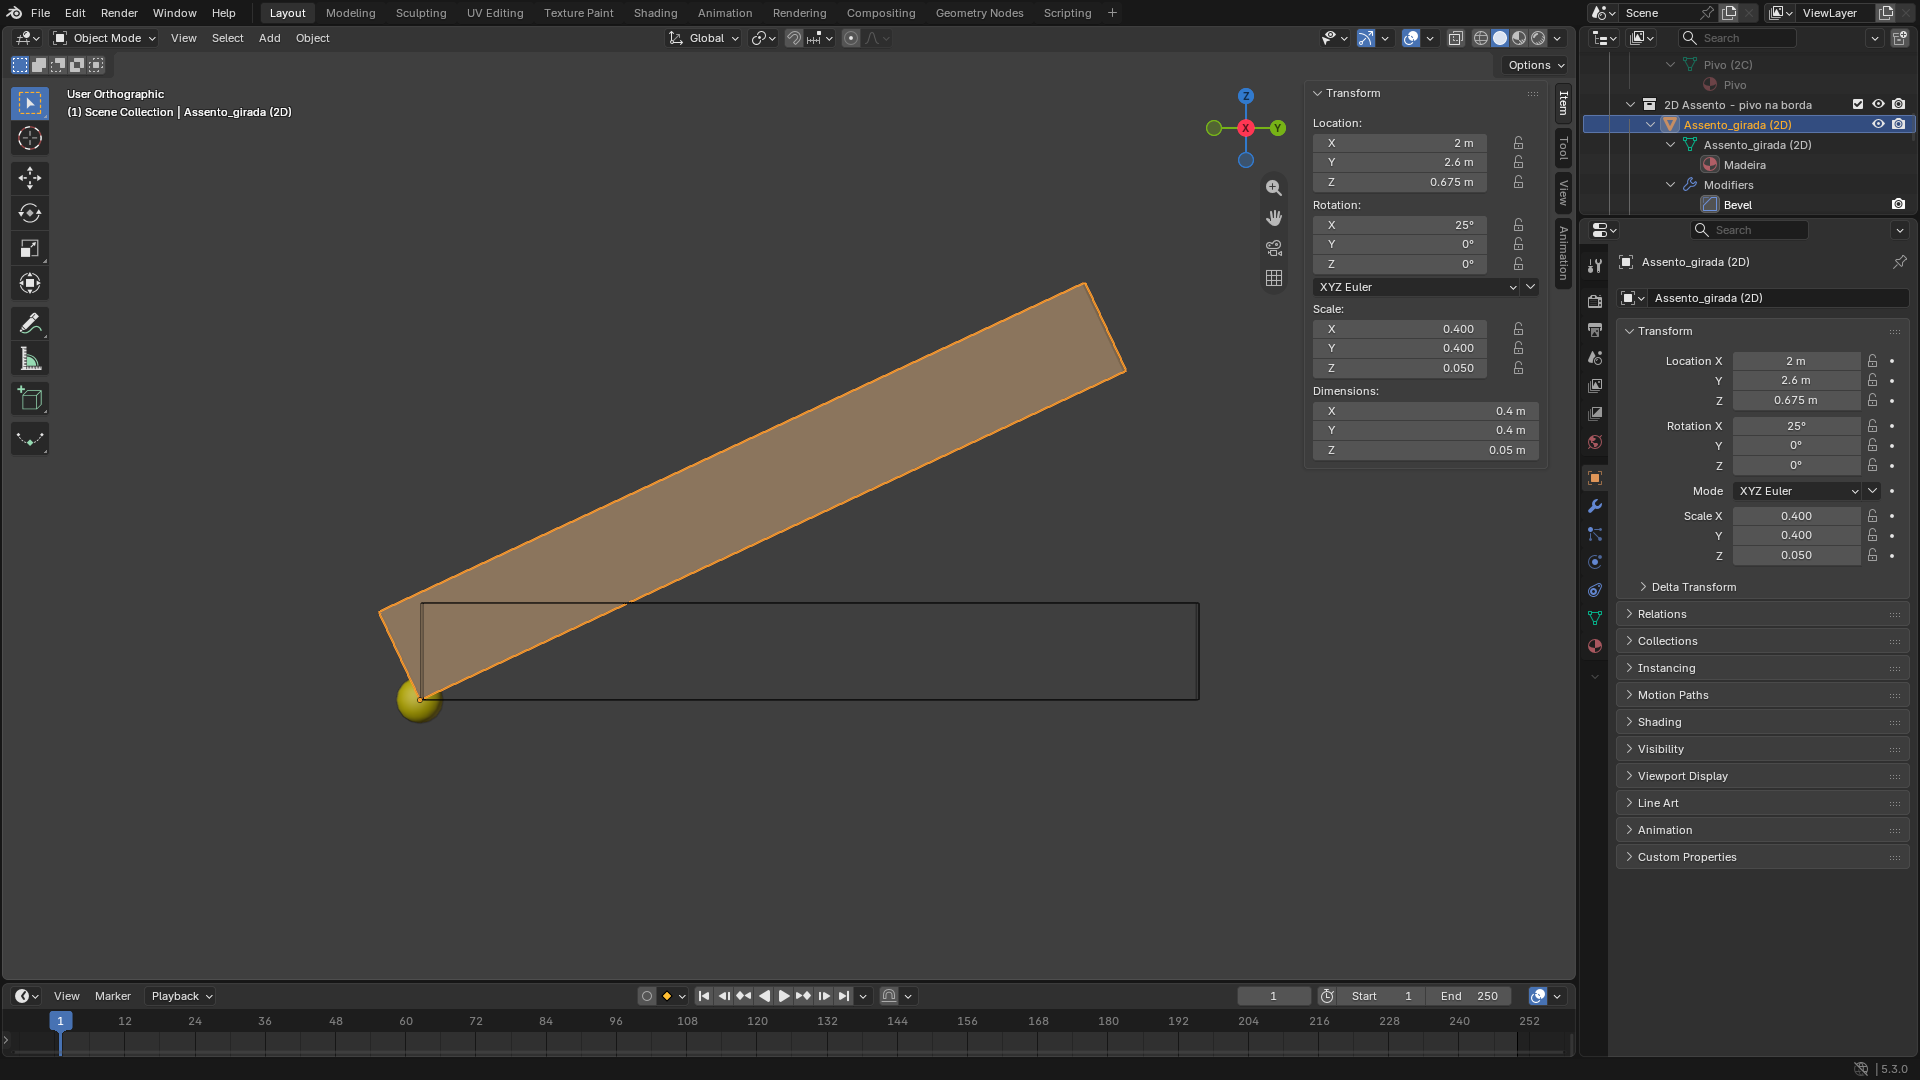 File Edit Render Window Help Layout Modeling Sculpting UV Editing Texture Paint Shading Animation Rendering Compositing Geometry Nodes Scripting Scene ViewLayer
Object Mode View Select Add Object Global Search
Options
User Orthographic
(1) Scene Collection | Assento_girada (2D)
Z
X
Y
Transform
Location:
X 2 m
Y 2.6 m
Z 0.675 m
Rotation:
X 25°
Y 0°
Z 0°
XYZ Euler
Scale:
X 0.400
Y 0.400
Z 0.050
Dimensions:
X 0.4 m
Y 0.4 m
Z 0.05 m
Item
Tool
View
Animation
Pivo (2C)
Pivo
2D Assento - pivo na borda
Assento_girada (2D)
Assento_girada (2D)
Madeira
Modifiers
Bevel
Search
Assento_girada (2D)
Assento_girada (2D)
Transform
Location X 2 m
Y 2.6 m
Z 0.675 m
Rotation X 25°
Y 0°
Z 0°
Mode XYZ Euler
Scale X 0.400
Y 0.400
Z 0.050
Delta Transform
Relations
Collections
Instancing
Motion Paths
Shading
Visibility
Viewport Display
Line Art
Animation
Custom Properties
View Marker Playback 1 Start 1 End 250
1 12 24 36 48 60 72 84 96 108 120 132 144 156 168 180 192 204 216 228 240 252
5.3.0